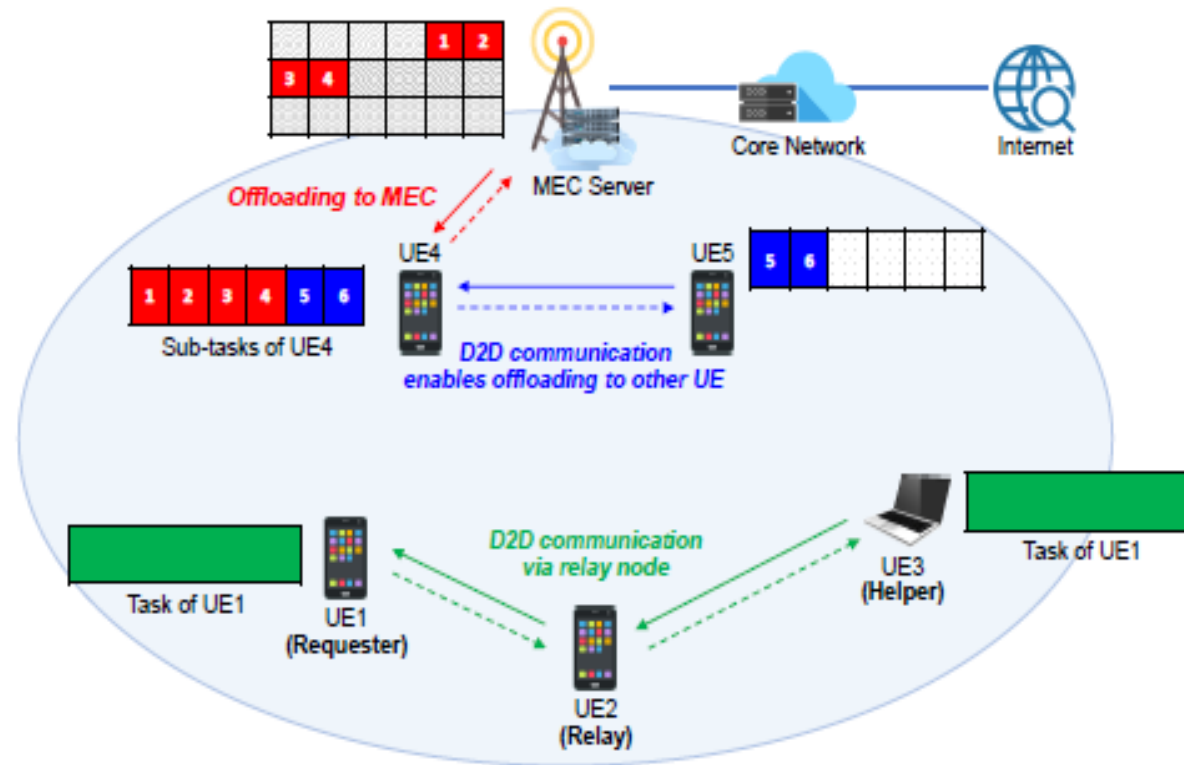 1 2
3 4
Core Network
Internet
MEC Server
Offloading to MEC
UE4
UE5
5 6
1 2 3 4 5 6
Sub-tasks of UE4
D2D communication
enables offloading to other UE
D2D communication
via relay node
Task of UE1
UE1
(Requester)
UE2
(Relay)
UE3
(Helper)
Task of UE1